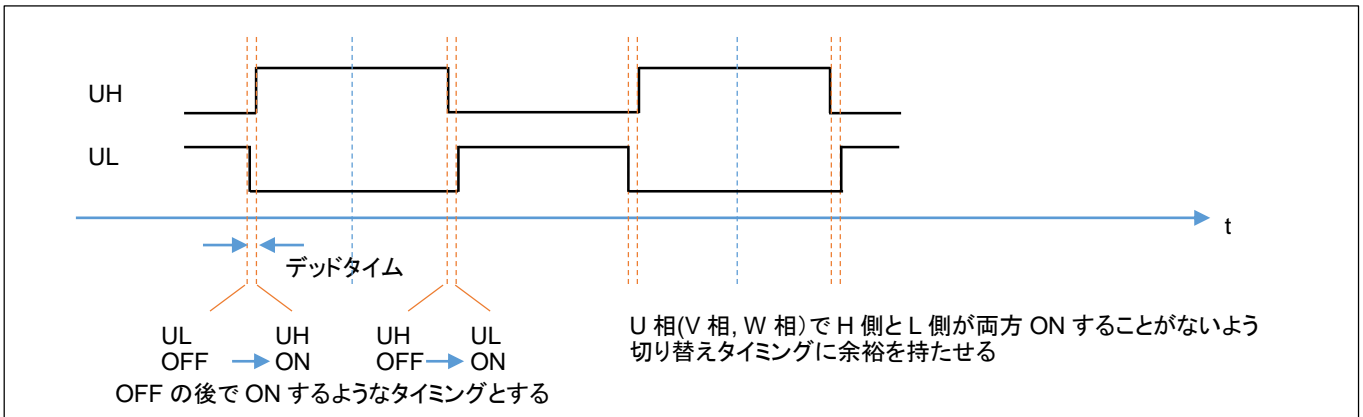 UH
UL
t
デッドタイム
UL UH UH UL
OFF ON OFF ON
OFF の後で ON するようなタイミングとする
U 相(V 相, W 相）で H 側と L 側が両方 ON することがないよう
切り替えタイミングに余裕を持たせる